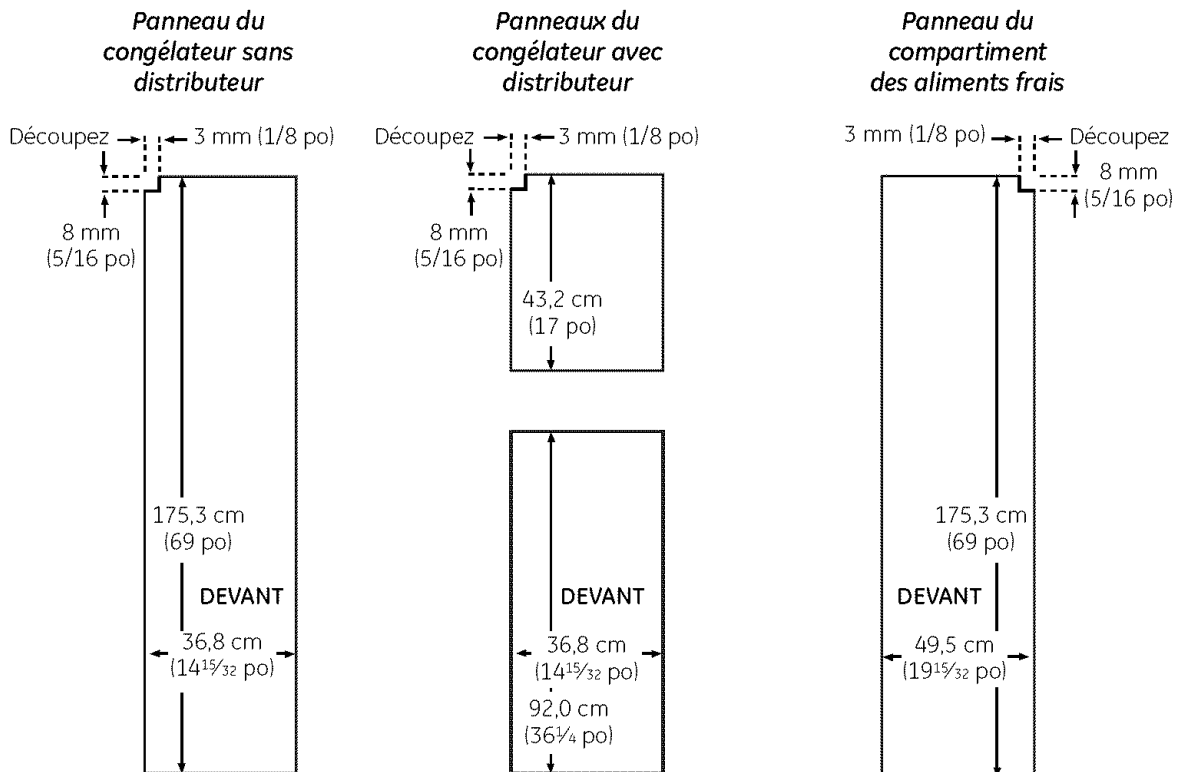 Panneau du
congélateur sans
distributeur
Découpez
3 mm (1/8 po)
8 mm
(5/16 po)
175,3 cm
(69 po)
DEVANT
36,8 cm
(14 15/32 po)
Panneaux du
congélateur avec
distributeur
Découpez
3 mm (1/8 po)
8 mm
(5/16 po)
43,2 cm
(17 po)
DEVANT
36,8 cm
(14 15/32 po)
92,0 cm
(36 1/4 po)
Panneau du
compartiment
des aliments frais
3 mm (1/8 po)
Découpez
8 mm
(5/16 po)
175,3 cm
(69 po)
DEVANT
49,5 cm
(19 15/32 po)